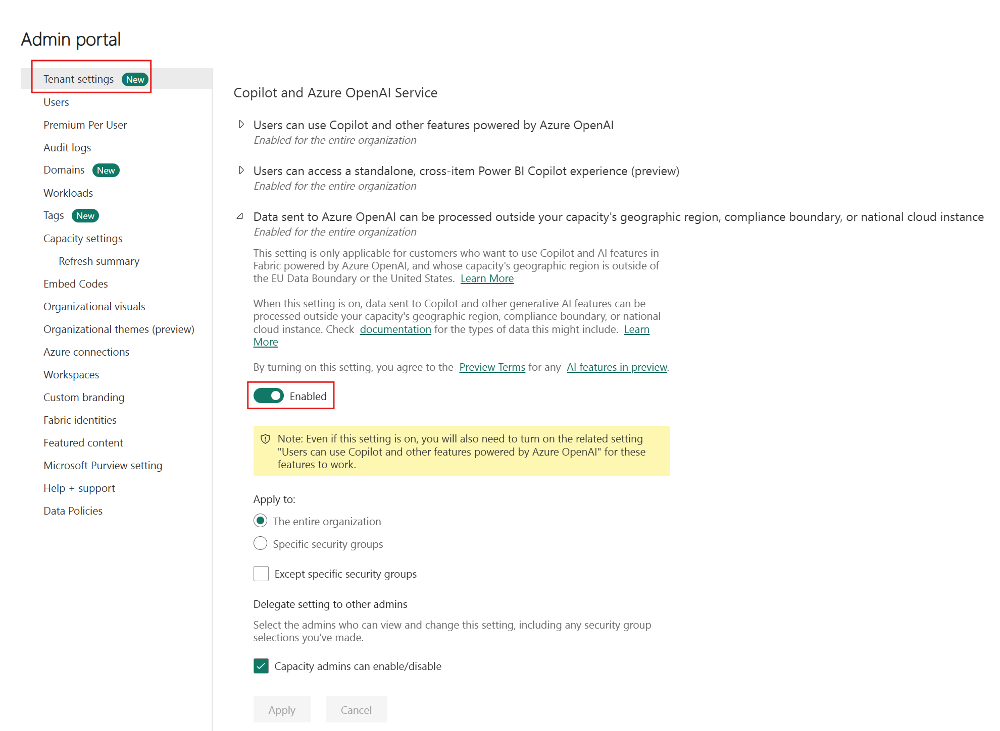 Admin portal
Tenant settings New
Users
Premium Per User
Audit logs
Domains New
Workloads
Tags New
Capacity settings
Refresh summary
Embed Codes
Organizational visuals
Organizational themes (preview)
Azure connections
Workspaces
Custom branding
Fabric identities
Featured content
Microsoft Purview setting
Help + support
Data Policies
Copilot and Azure OpenAI Service
Users can use Copilot and other features powered by Azure OpenAI
Enabled for the entire organization
Users can access a standalone, cross-item Power BI Copilot experience (preview)
Enabled for the entire organization
Data sent to Azure OpenAI can be processed outside your capacity's geographic region, compliance boundary, or national cloud instance
Enabled for the entire organization
This setting is only applicable for customers who want to use Copilot and AI features in
Fabric powered by Azure OpenAI, and whose capacity's geographic region is outside of
the EU Data Boundary or the United States. Learn More
When this setting is on, data sent to Copilot and other generative AI features can be
processed outside your capacity's geographic region, compliance boundary, or national
cloud instance. Check documentation for the types of data this might include. Learn
More
By turning on this setting, you agree to the Preview Terms for any AI features in preview.
Enabled
Note: Even if this setting is on, you will also need to turn on the related setting
"Users can use Copilot and other features powered by Azure OpenAI" for these
features to work.
Apply to:
The entire organization
Specific security groups
Except specific security groups
Delegate setting to other admins
Select the admins who can view and change this setting, including any security group
selections you've made.
Capacity admins can enable/disable
Apply Cancel